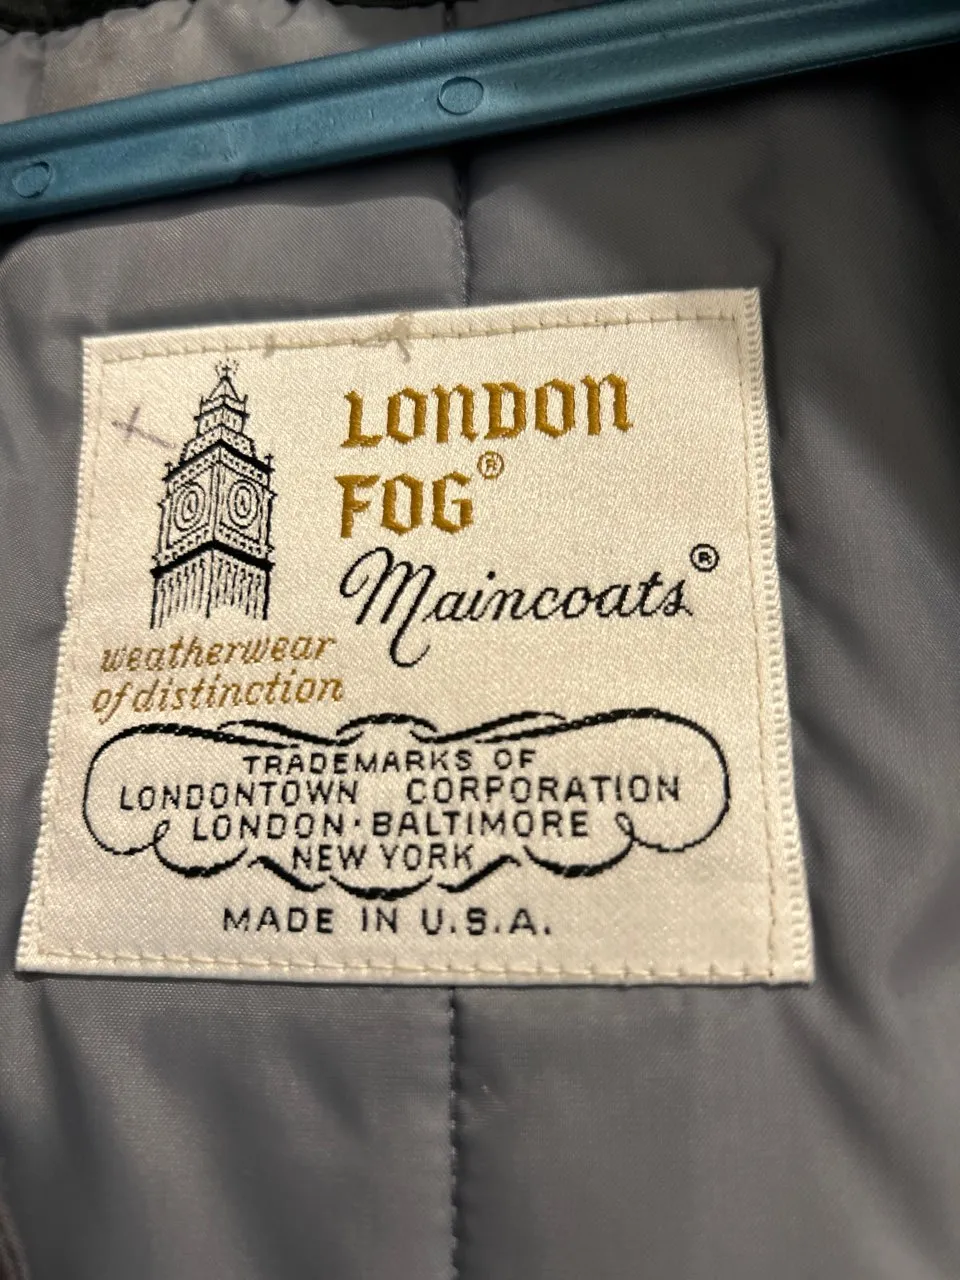 LONDON
FOG®
Maincoats®
weatherwear
of distinction
TRADEMARKS OF
LONDONTOWN CORPORATION
LONDON · BALTIMORE
NEW YORK
MADE IN U.S.A.